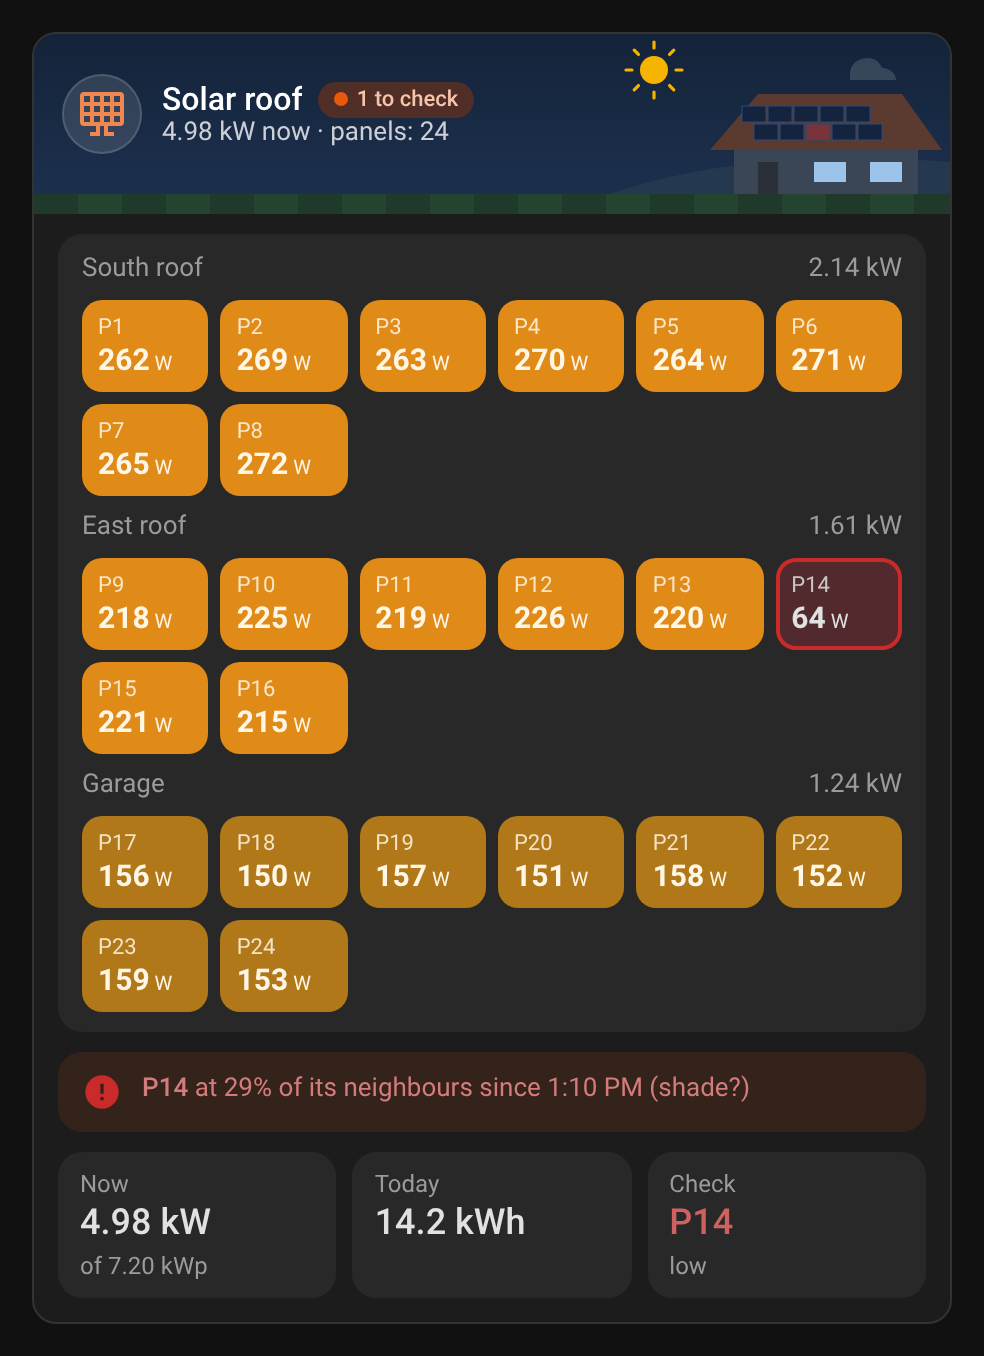 Solar roof
1 to check
4.98 kW now · panels: 24
South roof
2.14 kW
P1
P2
P3
P4
P5
P6
262 W
269 W
263 W
270 W
264 W
271 W
P7
P8
265 W
272 W
East roof
1.61 kW
P9
P10
P11
P12
P13
P14
218 W
225 W
219 W
226 W
220 W
64 W
P15
P16
221 W
215 W
Garage
1.24 kW
P17
P18
P19
P20
P21
P22
156 W
150 W
157 W
151 W
158 W
152 W
P23
P24
159 W
153 W
P14 at 29% of its neighbours since 1:10 PM (shade?)
Now
4.98 kW
of 7.20 kWp
Today
14.2 kWh
Check
P14
low